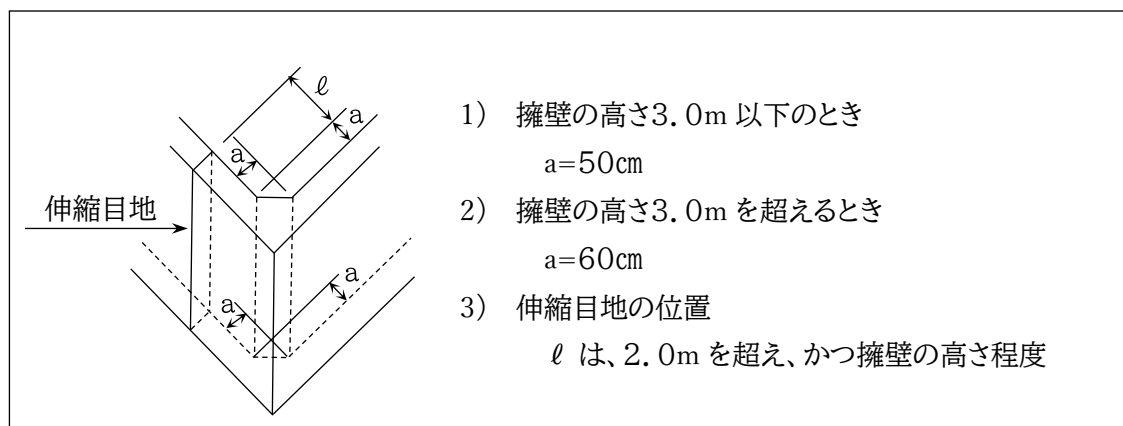 ℓ
a
a
伸縮目地
a
a
1) 擁壁の高さ3.0m 以下のとき
a=50㎝
2) 擁壁の高さ3.0m を超えるとき
a=60㎝
3) 伸縮目地の位置
ℓ は、2.0m を超え、かつ擁壁の高さ程度